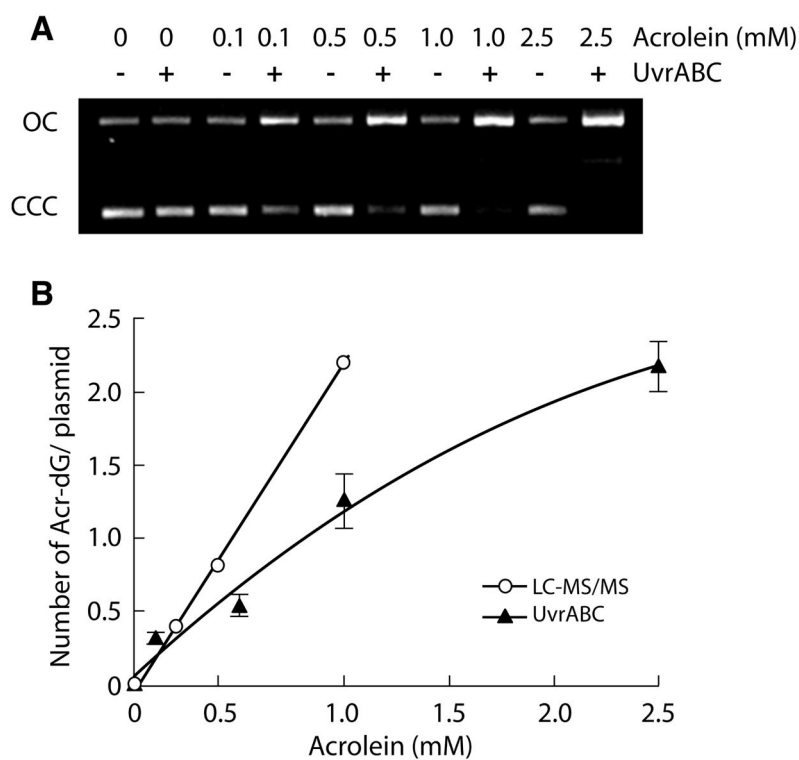 A
0 0 0.1 0.1 0.5 0.5 1.0 1.0 2.5 2.5 Acrolein (mM)
- + - + - + - + - + UvrABC
OC
CCC
B
Number of Acr-dG/ plasmid
2.5
2.0
1.5
1.0
0.5
0
LC-MS/MS
UvrABC
0 0.5 1.0 1.5 2.0 2.5
Acrolein (mM)